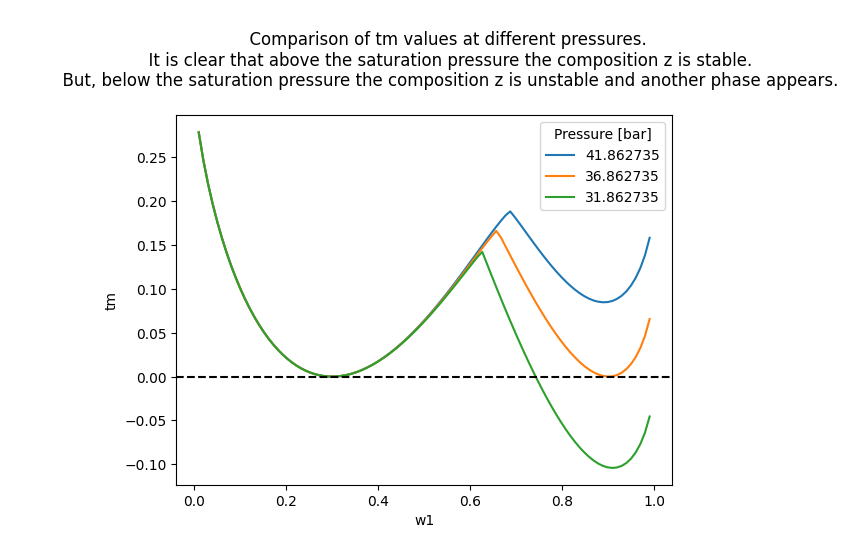 Comparison of tm values at different pressures.
It is clear that above the saturation pressure the composition z is stable.
But, below the saturation pressure the composition z is unstable and another phase appears.
Pressure [bar]
41.862735
36.862735
31.862735
0.25
0.20
0.15
0.10
0.05
0.00
−0.05
−0.10
tm
0.0 0.2 0.4 0.6 0.8 1.0
w1